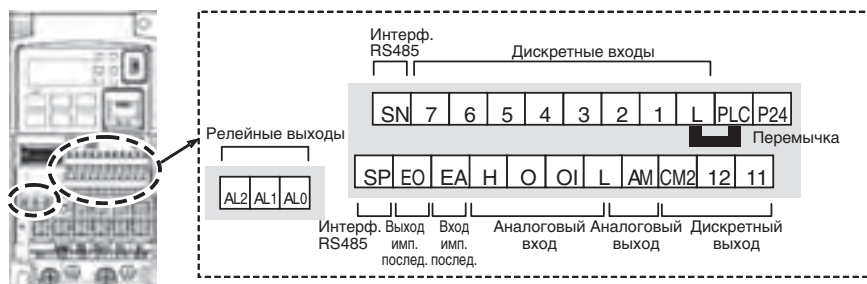 Интерф.
RS485
Дискретные входы
SN 7 6 5 4 3 2 1 L PLC P24
Перемычка
Релейные выходы
AL2 AL1 AL0
SP EO EA H O OI L AM CM2 12 11
Интерф.
RS485
Выход
имп.
послед.
Вход
имп.
послед.
Аналоговый
вход
Аналоговый
выход
Дискретный
выход